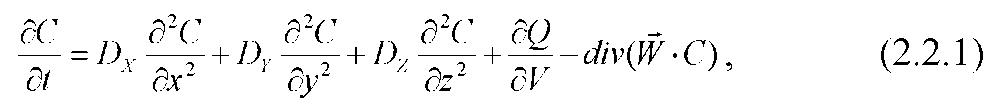 ∂C/∂t = D_X ∂²C/∂x² + D_Y ∂²C/∂y² + D_Z ∂²C/∂z² + ∂Q/∂V − div(W⃗ · C) , (2.2.1)